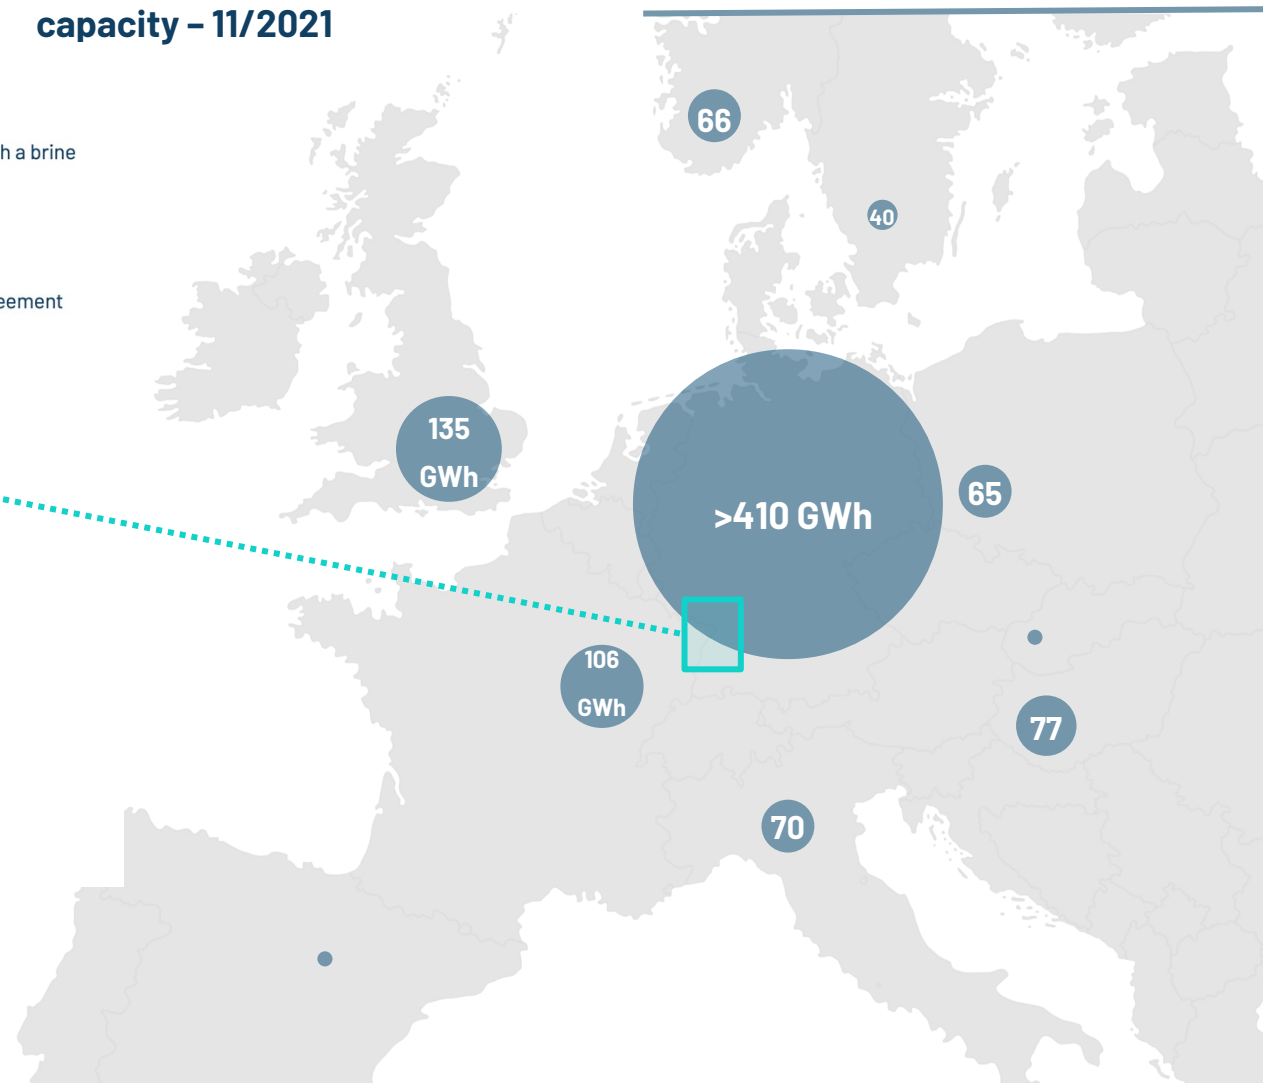 capacity – 11/2021
h a brine
eement
66
40
135
GWh
>410 GWh
65
106
GWh
77
70